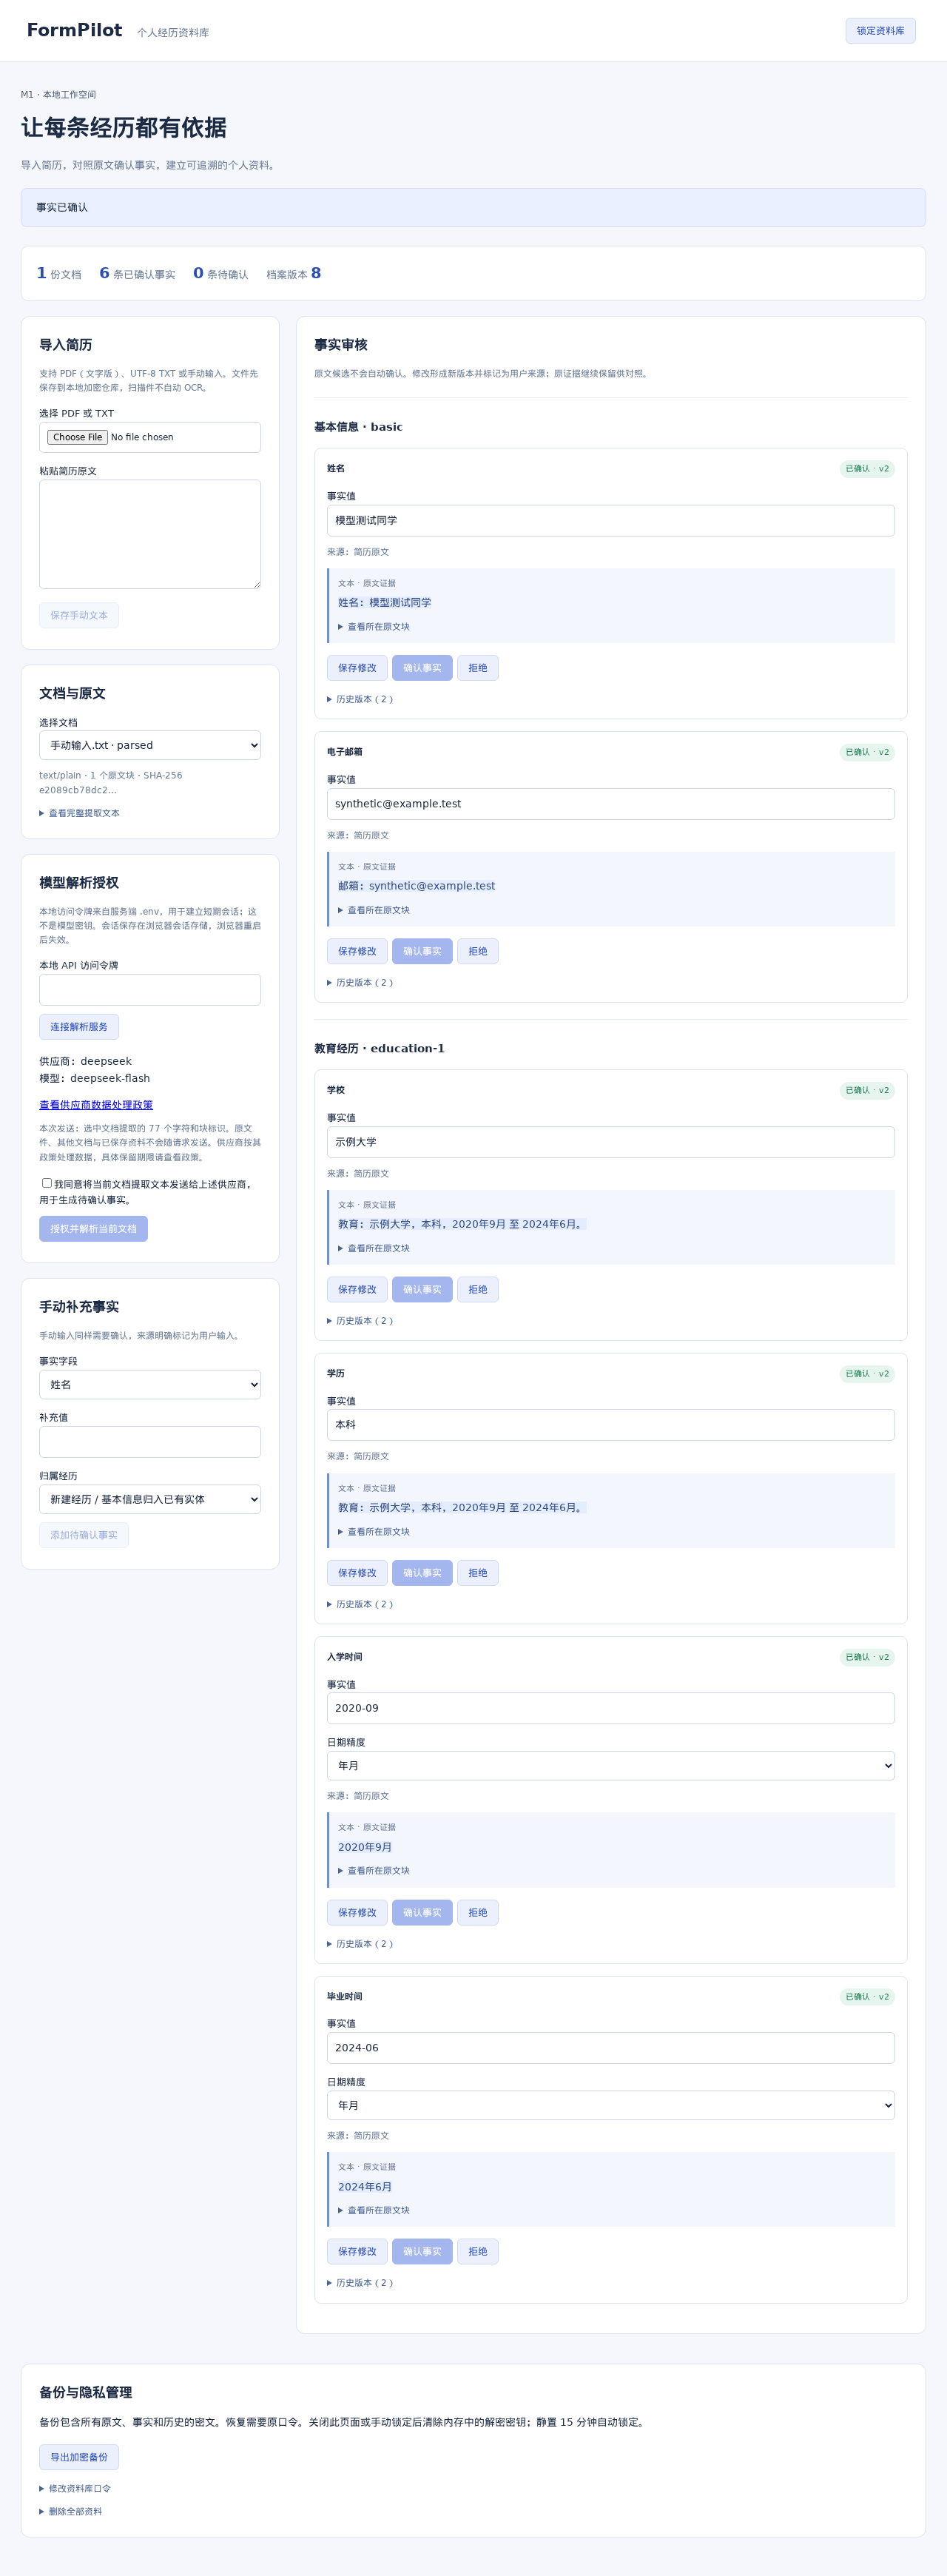 FormPilot 个人经历资料库
锁定资料库
M1 · 本地工作空间
让每条经历都有依据
导入简历，对照原文确认事实，建立可追溯的个人资料。
事实已确认
1 份文档 6 条已确认事实 0 条待确认 档案版本 8
导入简历
支持 PDF（文字版）、UTF-8 TXT 或手动输入。文件先
保存到本地加密仓库，扫描件不自动 OCR。
选择 PDF 或 TXT
Choose File No file chosen
粘贴简历原文
保存手动文本
文档与原文
选择文档
手动输入.txt · parsed
text/plain · 1 个原文块 · SHA-256
e2089cb78dc2…
查看完整提取文本
模型解析授权
本地访问令牌来自服务端 .env，用于建立短期会话；这
不是模型密钥。会话保存在浏览器会话存储，浏览器重启
后失效。
本地 API 访问令牌
连接解析服务
供应商：deepseek
模型：deepseek-flash
查看供应商数据处理政策
本次发送：选中文档提取的 77 个字符和块标识。原文
件、其他文档与已保存资料不会随请求发送。供应商按其
政策处理数据，具体保留期限请查看政策。
我同意将当前文档提取文本发送给上述供应商，
用于生成待确认事实。
授权并解析当前文档
手动补充事实
手动输入同样需要确认，来源明确标记为用户输入。
事实字段
姓名
补充值
归属经历
新建经历 / 基本信息归入已有实体
添加待确认事实
事实审核
原文候选不会自动确认。修改形成新版本并标记为用户来源；原证据继续保留供对照。
基本信息 · basic
姓名 已确认 · v2
事实值
模型测试同学
来源：简历原文
文本 · 原文证据
姓名：模型测试同学
查看所在原文块
保存修改 确认事实 拒绝
历史版本（2）
电子邮箱 已确认 · v2
事实值
synthetic@example.test
来源：简历原文
文本 · 原文证据
邮箱：synthetic@example.test
查看所在原文块
保存修改 确认事实 拒绝
历史版本（2）
教育经历 · education-1
学校 已确认 · v2
事实值
示例大学
来源：简历原文
文本 · 原文证据
教育：示例大学，本科，2020年9月 至 2024年6月。
查看所在原文块
保存修改 确认事实 拒绝
历史版本（2）
学历 已确认 · v2
事实值
本科
来源：简历原文
文本 · 原文证据
教育：示例大学，本科，2020年9月 至 2024年6月。
查看所在原文块
保存修改 确认事实 拒绝
历史版本（2）
入学时间 已确认 · v2
事实值
2020-09
日期精度
年月
来源：简历原文
文本 · 原文证据
2020年9月
查看所在原文块
保存修改 确认事实 拒绝
历史版本（2）
毕业时间 已确认 · v2
事实值
2024-06
日期精度
年月
来源：简历原文
文本 · 原文证据
2024年6月
查看所在原文块
保存修改 确认事实 拒绝
历史版本（2）
备份与隐私管理
备份包含所有原文、事实和历史的密文。恢复需要原口令。关闭此页面或手动锁定后清除内存中的解密密钥；静置 15 分钟自动锁定。
导出加密备份
修改资料库口令
删除全部资料